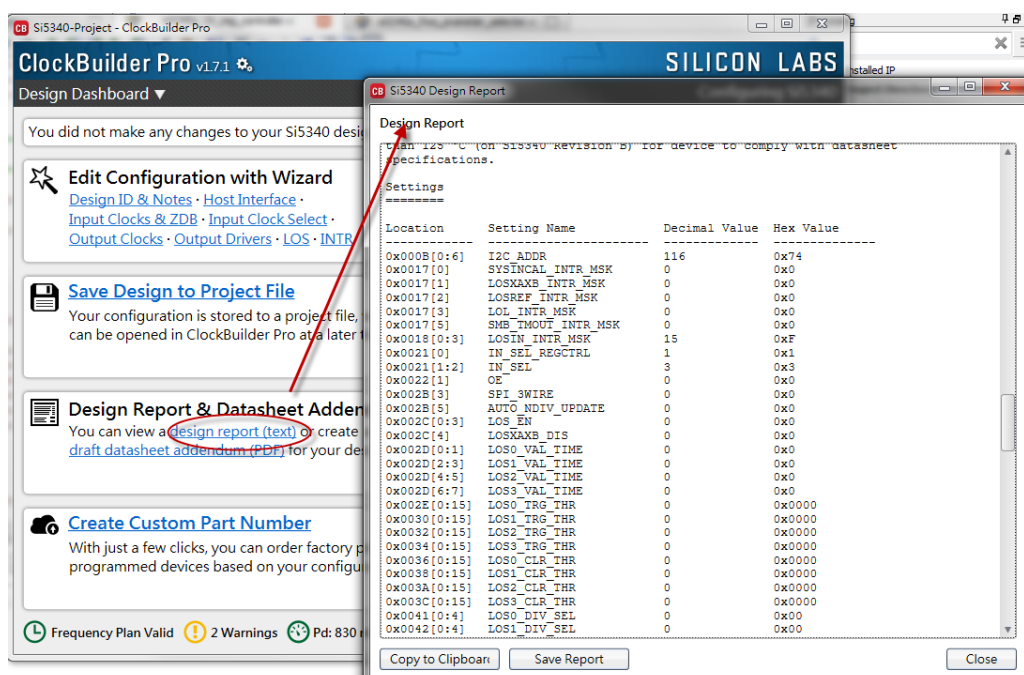 Si5340-Project - ClockBuilder Pro
ClockBuilder Pro v1.7.1
SILICON LABS
Design Dashboard ▼
nstalled IP
You did not make any changes to your Si5340 desi
Edit Configuration with Wizard
Design ID & Notes · Host Interface ·
Input Clocks & ZDB · Input Clock Select ·
Output Clocks · Output Drivers · LOS · INTR
Save Design to Project File
Your configuration is stored to a project file,
can be opened in ClockBuilder Pro at a later t
Design Report & Datasheet Adden
You can view a design report (text) or create
draft datasheet addendum (PDF) for your des
Create Custom Part Number
With just a few clicks, you can order factory p
programmed devices based on your configu
Frequency Plan Valid 2 Warnings Pd: 830 m
Si5340 Design Report
Design Report
than 125 °C (on Si5340 Revision B) for device to comply with datasheet
specifications.
Settings
========
Location Setting Name Decimal Value Hex Value
------------ ----------------------- ------------- --------------
0x000B[0:6] I2C_ADDR 116 0x74
0x0017[0] SYSINCAL_INTR_MSK 0 0x0
0x0017[1] LOSXAXB_INTR_MSK 0 0x0
0x0017[2] LOSREF_INTR_MSK 0 0x0
0x0017[3] LOL_INTR_MSK 0 0x0
0x0017[5] SMB_TMOUT_INTR_MSK 0 0x0
0x0018[0:3] LOSIN_INTR_MSK 15 0xF
0x0021[0] IN_SEL_REGCTRL 1 0x1
0x0021[1:2] IN_SEL 3 0x3
0x0022[1] OE 0 0x0
0x002B[3] SPI_3WIRE 0 0x0
0x002B[5] AUTO_NDIV_UPDATE 0 0x0
0x002C[0:3] LOS_EN 0 0x0
0x002C[4] LOSXAXB_DIS 0 0x0
0x002D[0:1] LOS0_VAL_TIME 0 0x0
0x002D[2:3] LOS1_VAL_TIME 0 0x0
0x002D[4:5] LOS2_VAL_TIME 0 0x0
0x002D[6:7] LOS3_VAL_TIME 0 0x0
0x002E[0:15] LOS0_TRG_THR 0 0x0000
0x0030[0:15] LOS1_TRG_THR 0 0x0000
0x0032[0:15] LOS2_TRG_THR 0 0x0000
0x0034[0:15] LOS3_TRG_THR 0 0x0000
0x0036[0:15] LOS0_CLR_THR 0 0x0000
0x0038[0:15] LOS1_CLR_THR 0 0x0000
0x003A[0:15] LOS2_CLR_THR 0 0x0000
0x003C[0:15] LOS3_CLR_THR 0 0x0000
0x0041[0:4] LOS0_DIV_SEL 0 0x00
0x0042[0:4] LOS1_DIV_SEL 0 0x00
Copy to Clipboard Save Report Close